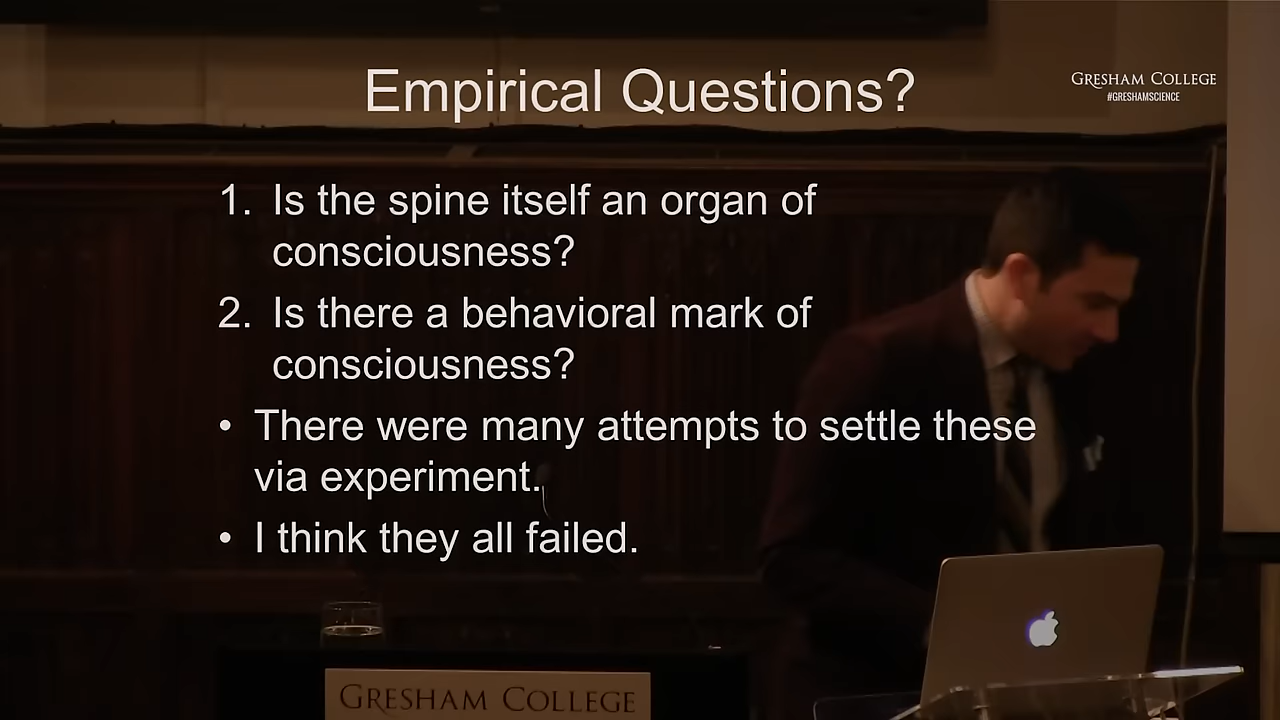 Empirical Questions?
GRESHAM COLLEGE
#GRESHAMSCIENCE
1. Is the spine itself an organ of
consciousness?
2. Is there a behavioral mark of
consciousness?
• There were many attempts to settle these
via experiment.
• I think they all failed.
GRESHAM COLLEGE